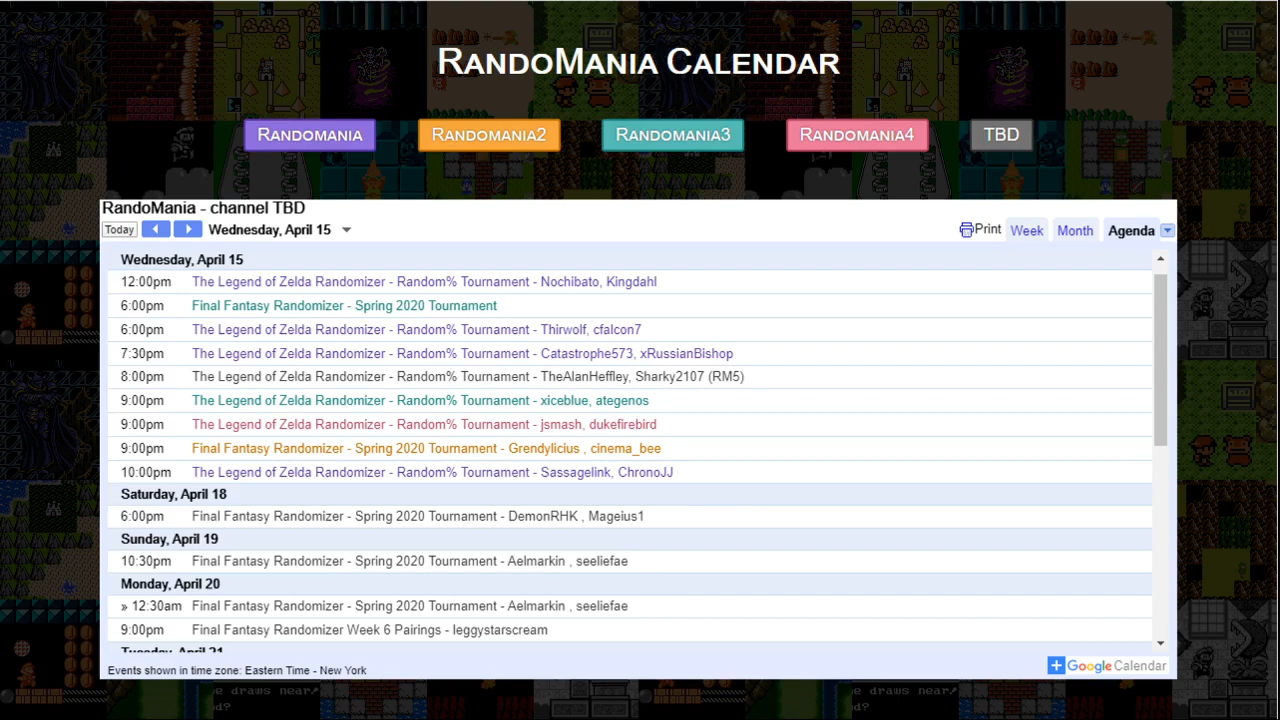 RandoMania Calendar
Randomania
Randomania2
Randomania3
Randomania4
TBD
RandoMania - channel TBD
Today
Wednesday, April 15
Print
Week
Month
Agenda
Wednesday, April 15
12:00pm The Legend of Zelda Randomizer - Random% Tournament - Nochibato, Kingdahl
6:00pm Final Fantasy Randomizer - Spring 2020 Tournament
6:00pm The Legend of Zelda Randomizer - Random% Tournament - Thirwolf, cfalcon7
7:30pm The Legend of Zelda Randomizer - Random% Tournament - Catastrophe573, xRussianBishop
8:00pm The Legend of Zelda Randomizer - Random% Tournament - TheAlanHeffley, Sharky2107 (RM5)
9:00pm The Legend of Zelda Randomizer - Random% Tournament - xiceblue, ategenos
9:00pm The Legend of Zelda Randomizer - Random% Tournament - jsmash, dukefirebird
9:00pm Final Fantasy Randomizer - Spring 2020 Tournament - Grendylicius , cinema_bee
10:00pm The Legend of Zelda Randomizer - Random% Tournament - Sassagelink, ChronoJJ
Saturday, April 18
6:00pm Final Fantasy Randomizer - Spring 2020 Tournament - DemonRHK , Mageius1
Sunday, April 19
10:30pm Final Fantasy Randomizer - Spring 2020 Tournament - Aelmarkin , seeliefae
Monday, April 20
» 12:30am Final Fantasy Randomizer - Spring 2020 Tournament - Aelmarkin , seeliefae
9:00pm Final Fantasy Randomizer Week 6 Pairings - leggystarscream
Tuesday, April 21
Events shown in time zone: Eastern Time - New York
Google Calendar
e draws near!
d?
e draws near!
d?